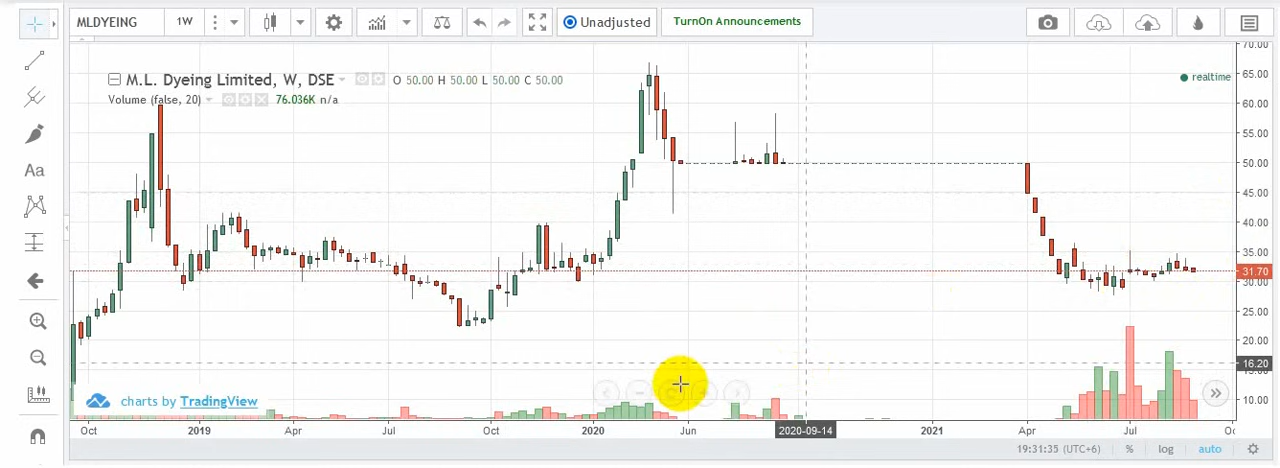 MLDYEING 1W Unadjusted TurnOn Announcements
M.L. Dyeing Limited, W, DSE O 50.00 H 50.00 L 50.00 C 50.00
realtime
Volume (false, 20) 76.036K n/a
Aa
70.00
65.00
60.00
55.00
50.00
45.00
40.00
35.00
31.70
30.00
25.00
20.00
16.20
15.00
10.00
charts by TradingView
Oct 2019 Apr Jul Oct 2020 Jun 2020-09-14 2021 Apr Jul Oc
19:31:35 (UTC+6) % log auto